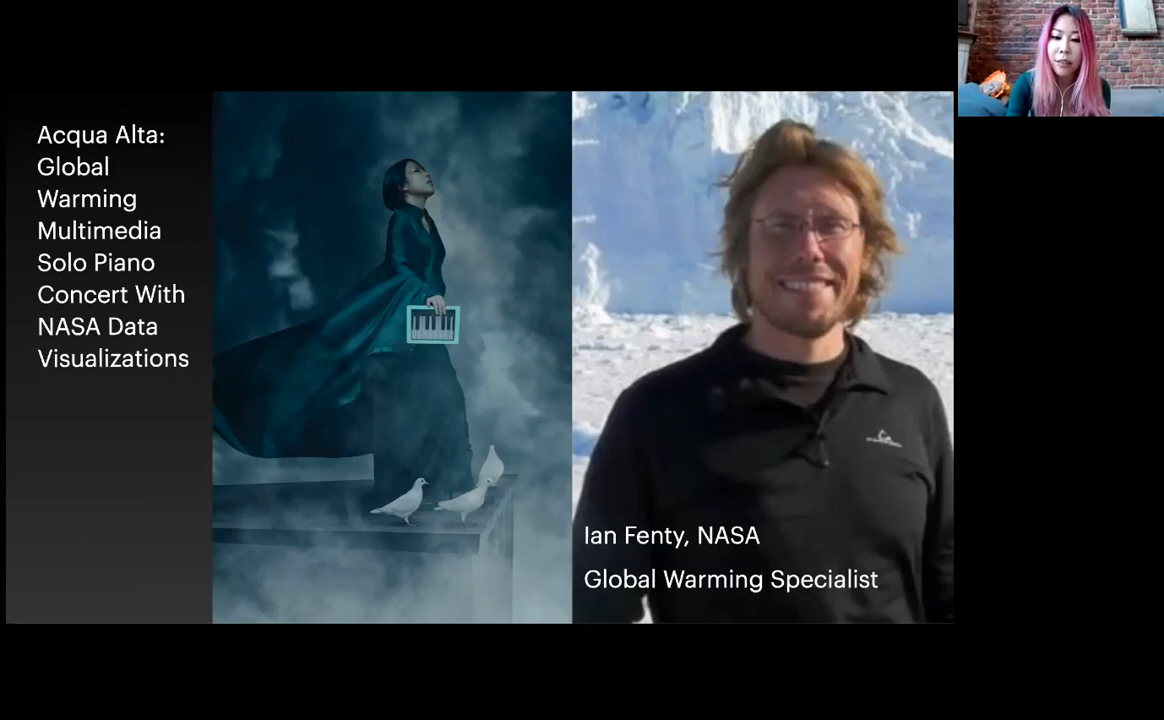 Acqua Alta:
Global
Warming
Multimedia
Solo Piano
Concert With
NASA Data
Visualizations
Ian Fenty, NASA
Global Warming Specialist